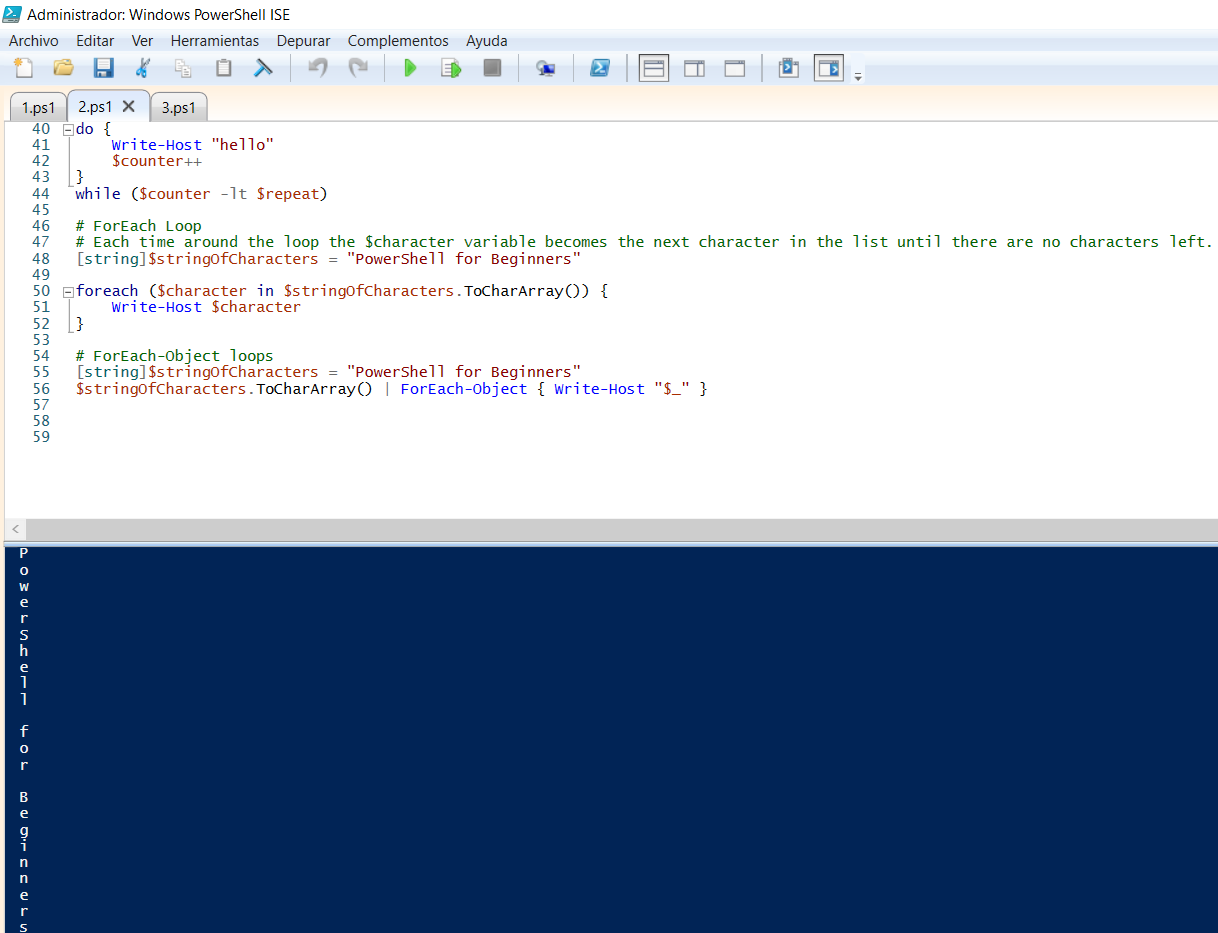 Administrador: Windows PowerShell ISE
Archivo Editar Ver Herramientas Depurar Complementos Ayuda
1.ps1 2.ps1 3.ps1
40 do {
41     Write-Host "hello"
42     $counter++
43 }
44 while ($counter -lt $repeat)
45
46 # ForEach Loop
47 # Each time around the loop the $character variable becomes the next character in the list until there are no characters left.
48 [string]$stringOfCharacters = "PowerShell for Beginners"
49
50 foreach ($character in $stringOfCharacters.ToCharArray()) {
51     Write-Host $character
52 }
53
54 # ForEach-Object loops
55 [string]$stringOfCharacters = "PowerShell for Beginners"
56 $stringOfCharacters.ToCharArray() | ForEach-Object { Write-Host "$_" }
57
58
59
P
o
w
e
r
S
h
e
l
l

f
o
r

B
e
g
i
n
n
e
r
s